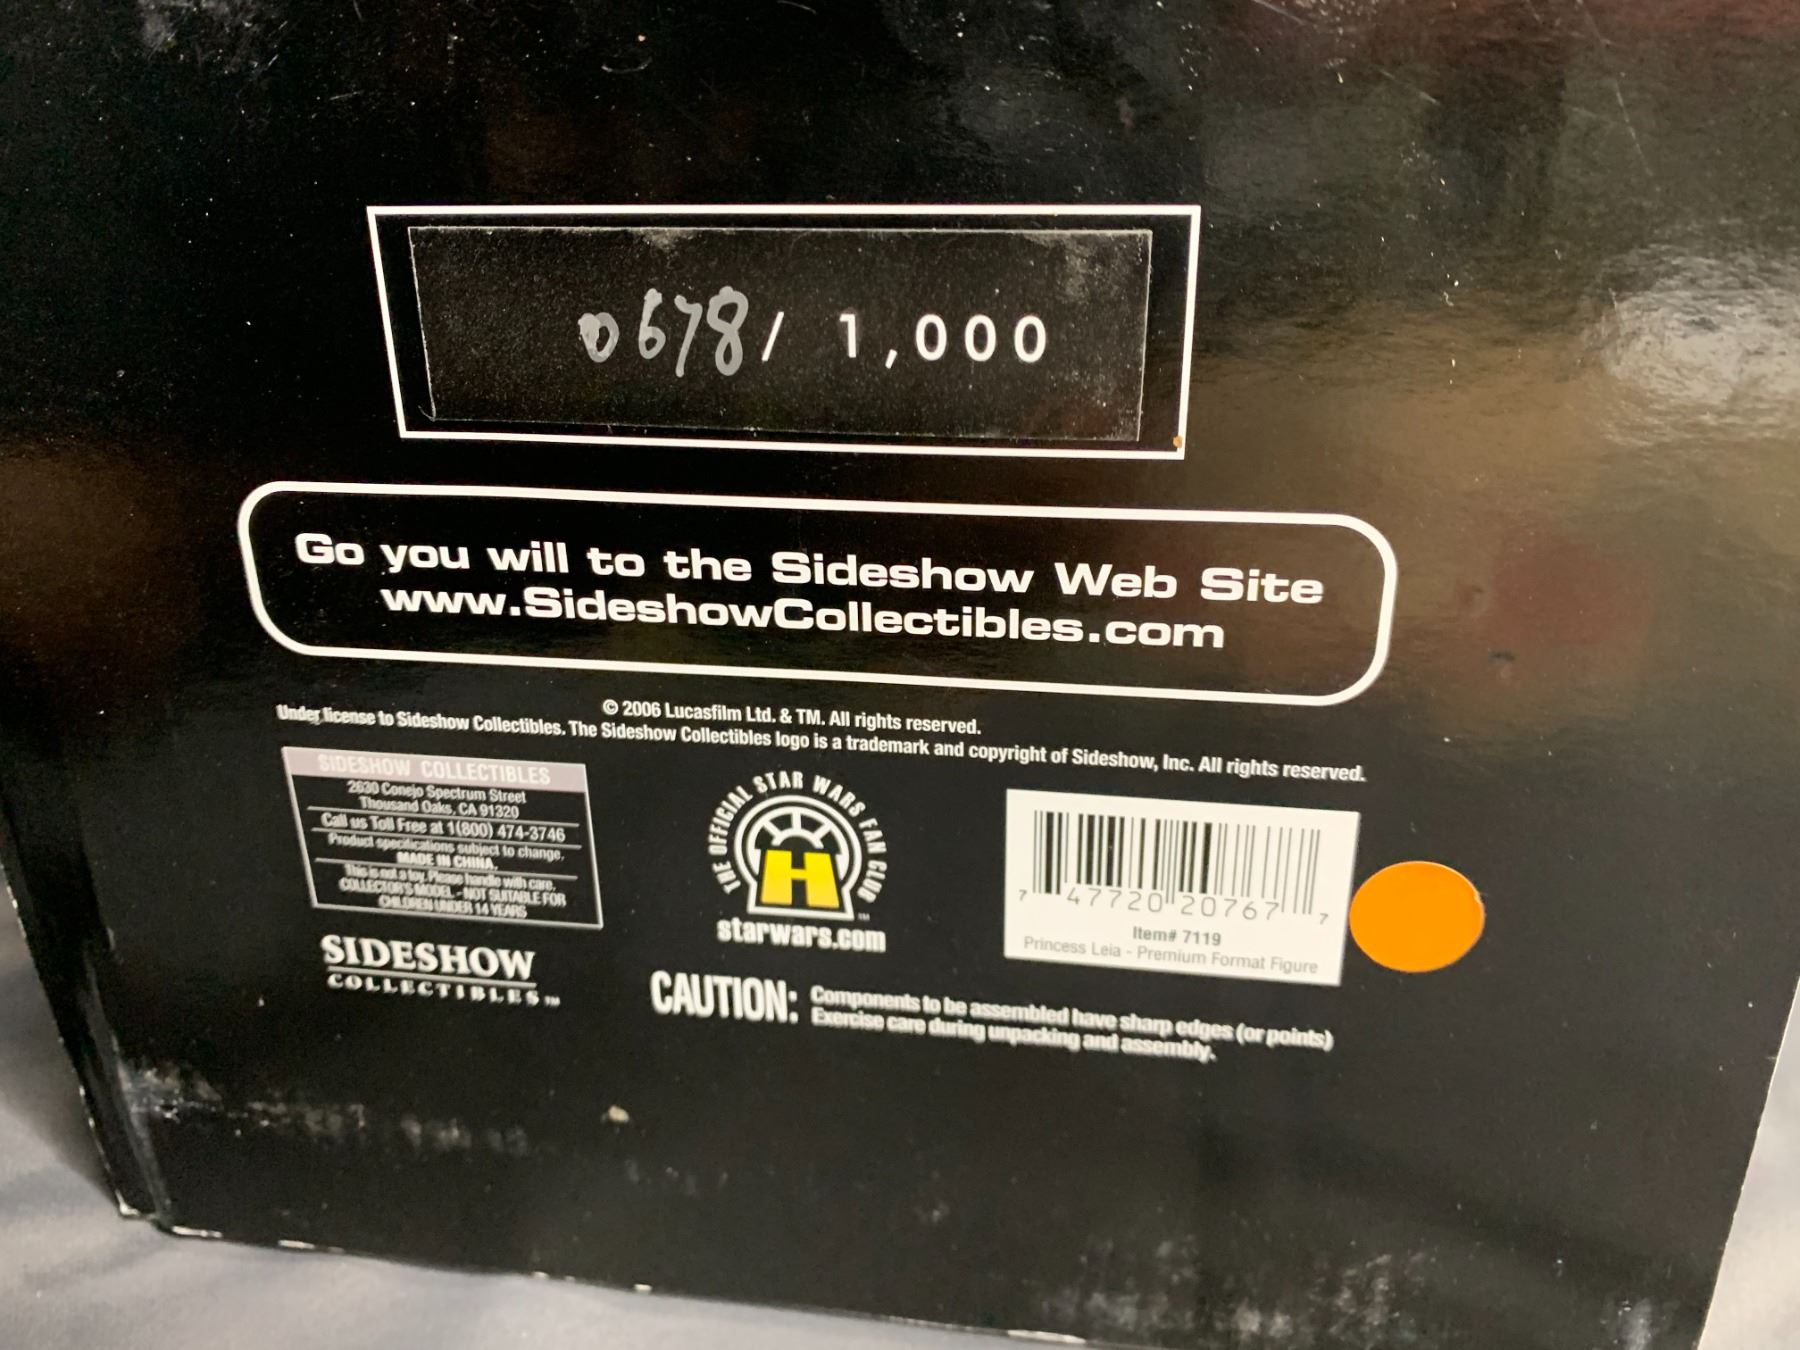 0678 / 1,000
Go you will to the Sideshow Web Site
www.SideshowCollectibles.com
© 2006 Lucasfilm Ltd. & TM. All rights reserved.
Under license to Sideshow Collectibles. The Sideshow Collectibles logo is a trademark and copyright of Sideshow, Inc. All rights reserved.
SIDESHOW COLLECTIBLES
2630 Conejo Spectrum Street
Thousand Oaks, CA 91320
Call us Toll Free at 1(800) 474-3746
Product specifications subject to change.
MADE IN CHINA.
This is not a toy. Please handle with care.
COLLECTOR'S MODEL - NOT SUITABLE FOR
CHILDREN UNDER 14 YEARS
SIDESHOW
COLLECTIBLES™
THE OFFICIAL STAR WARS FAN CLUB
H
™
starwars.com
7 47720 20767 7
Item# 7119
Princess Leia - Premium Format Figure
CAUTION: Components to be assembled have sharp edges (or points)
Exercise care during unpacking and assembly.